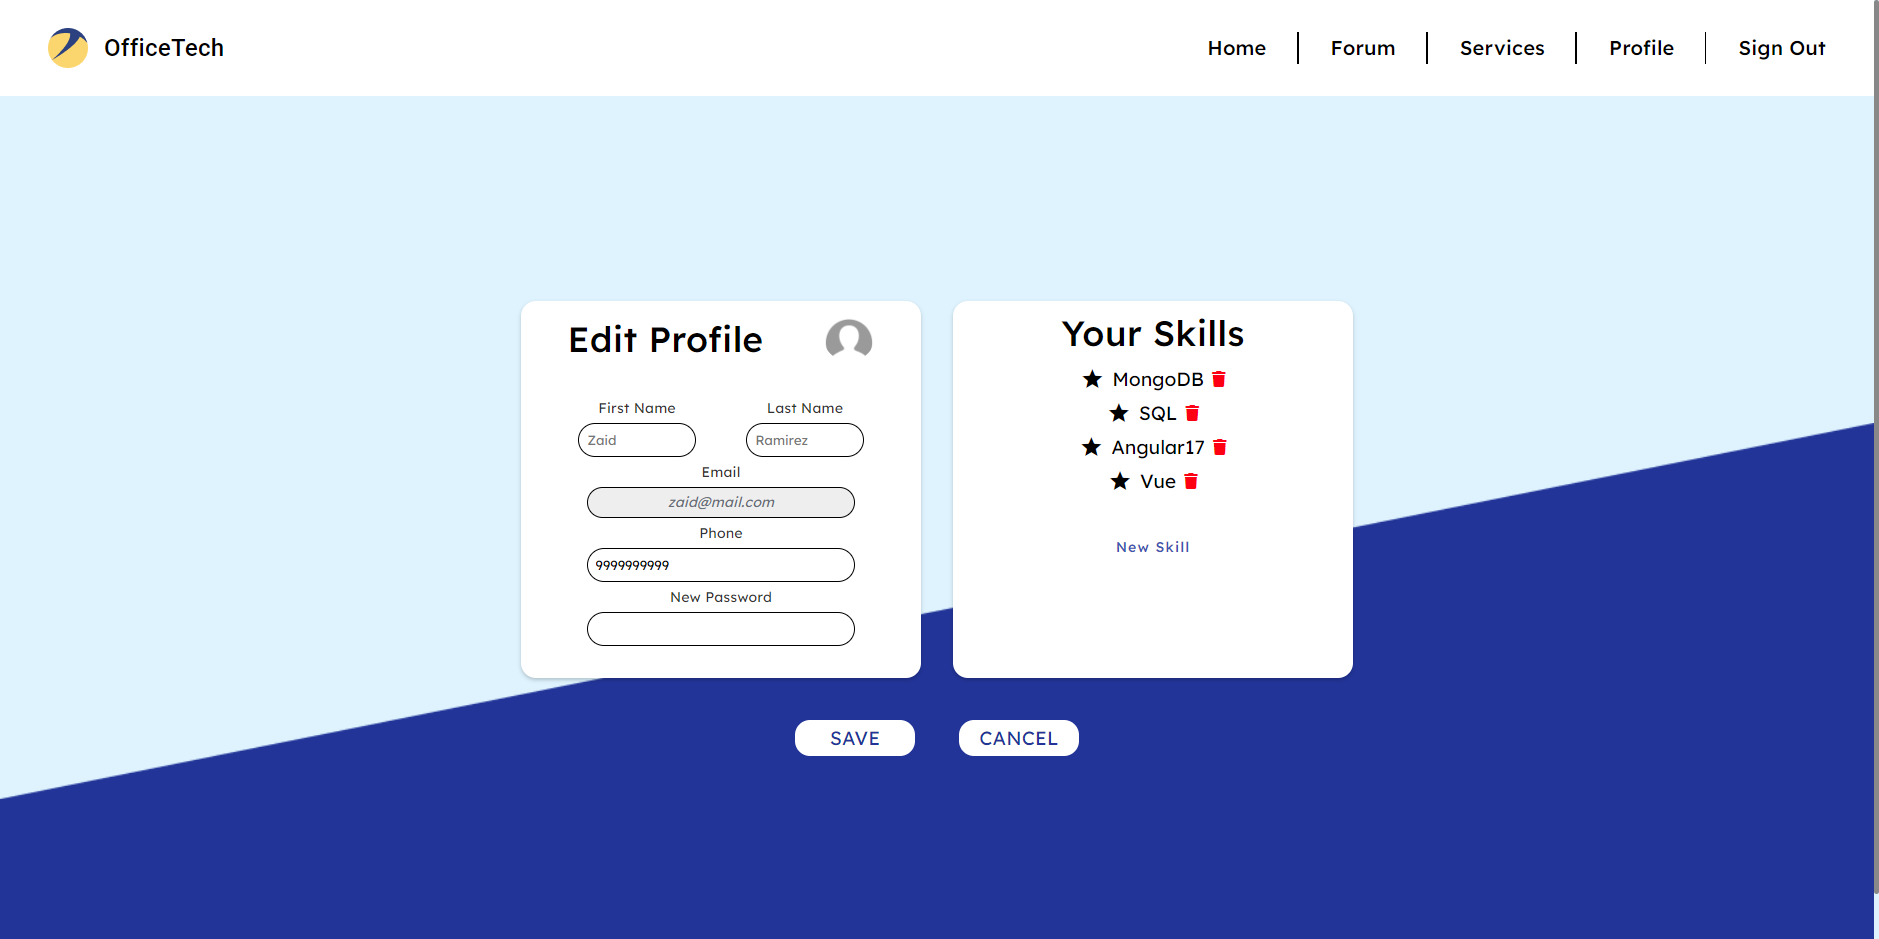 OfficeTech
Home
Forum
Services
Profile
Sign Out
Edit Profile
First Name
Last Name
Zaid
Ramirez
Email
zaid@mail.com
Phone
9999999999
New Password
Your Skills
MongoDB
SQL
Angular17
Vue
New Skill
SAVE
CANCEL